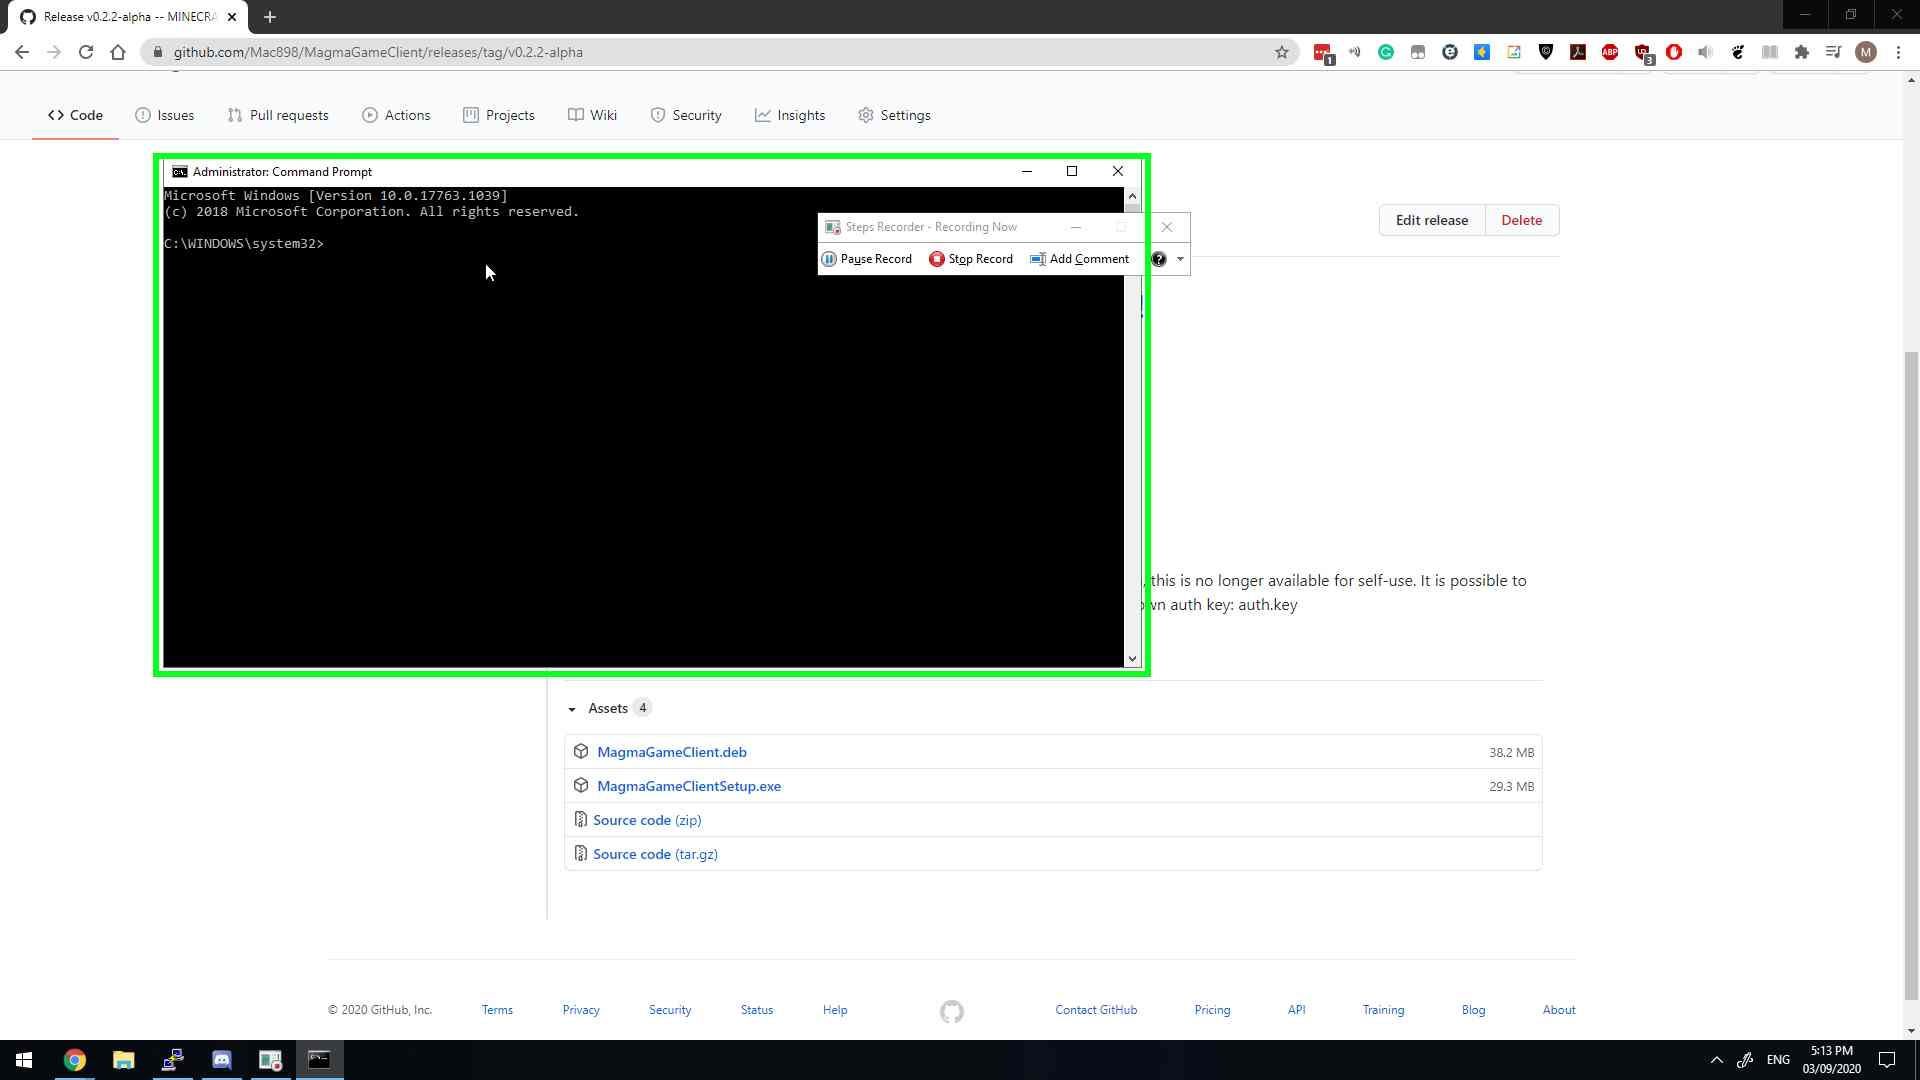 Release v0.2.2-alpha -- MINECRA
github.com/Mac898/MagmaGameClient/releases/tag/v0.2.2-alpha
1
ABP
3
M
<> Code
Issues
Pull requests
Actions
Projects
Wiki
Security
Insights
Settings
Administrator: Command Prompt
Microsoft Windows [Version 10.0.17763.1039]
(c) 2018 Microsoft Corporation. All rights reserved.
C:\WINDOWS\system32>
Steps Recorder - Recording Now
Pause Record
Stop Record
Add Comment
Edit release
Delete
, this is no longer available for self-use. It is possible to
own auth key: auth.key
Assets 4
MagmaGameClient.deb
38.2 MB
MagmaGameClientSetup.exe
29.3 MB
Source code (zip)
Source code (tar.gz)
© 2020 GitHub, Inc.
Terms
Privacy
Security
Status
Help
Contact GitHub
Pricing
API
Training
Blog
About
ENG
5:13 PM
03/09/2020